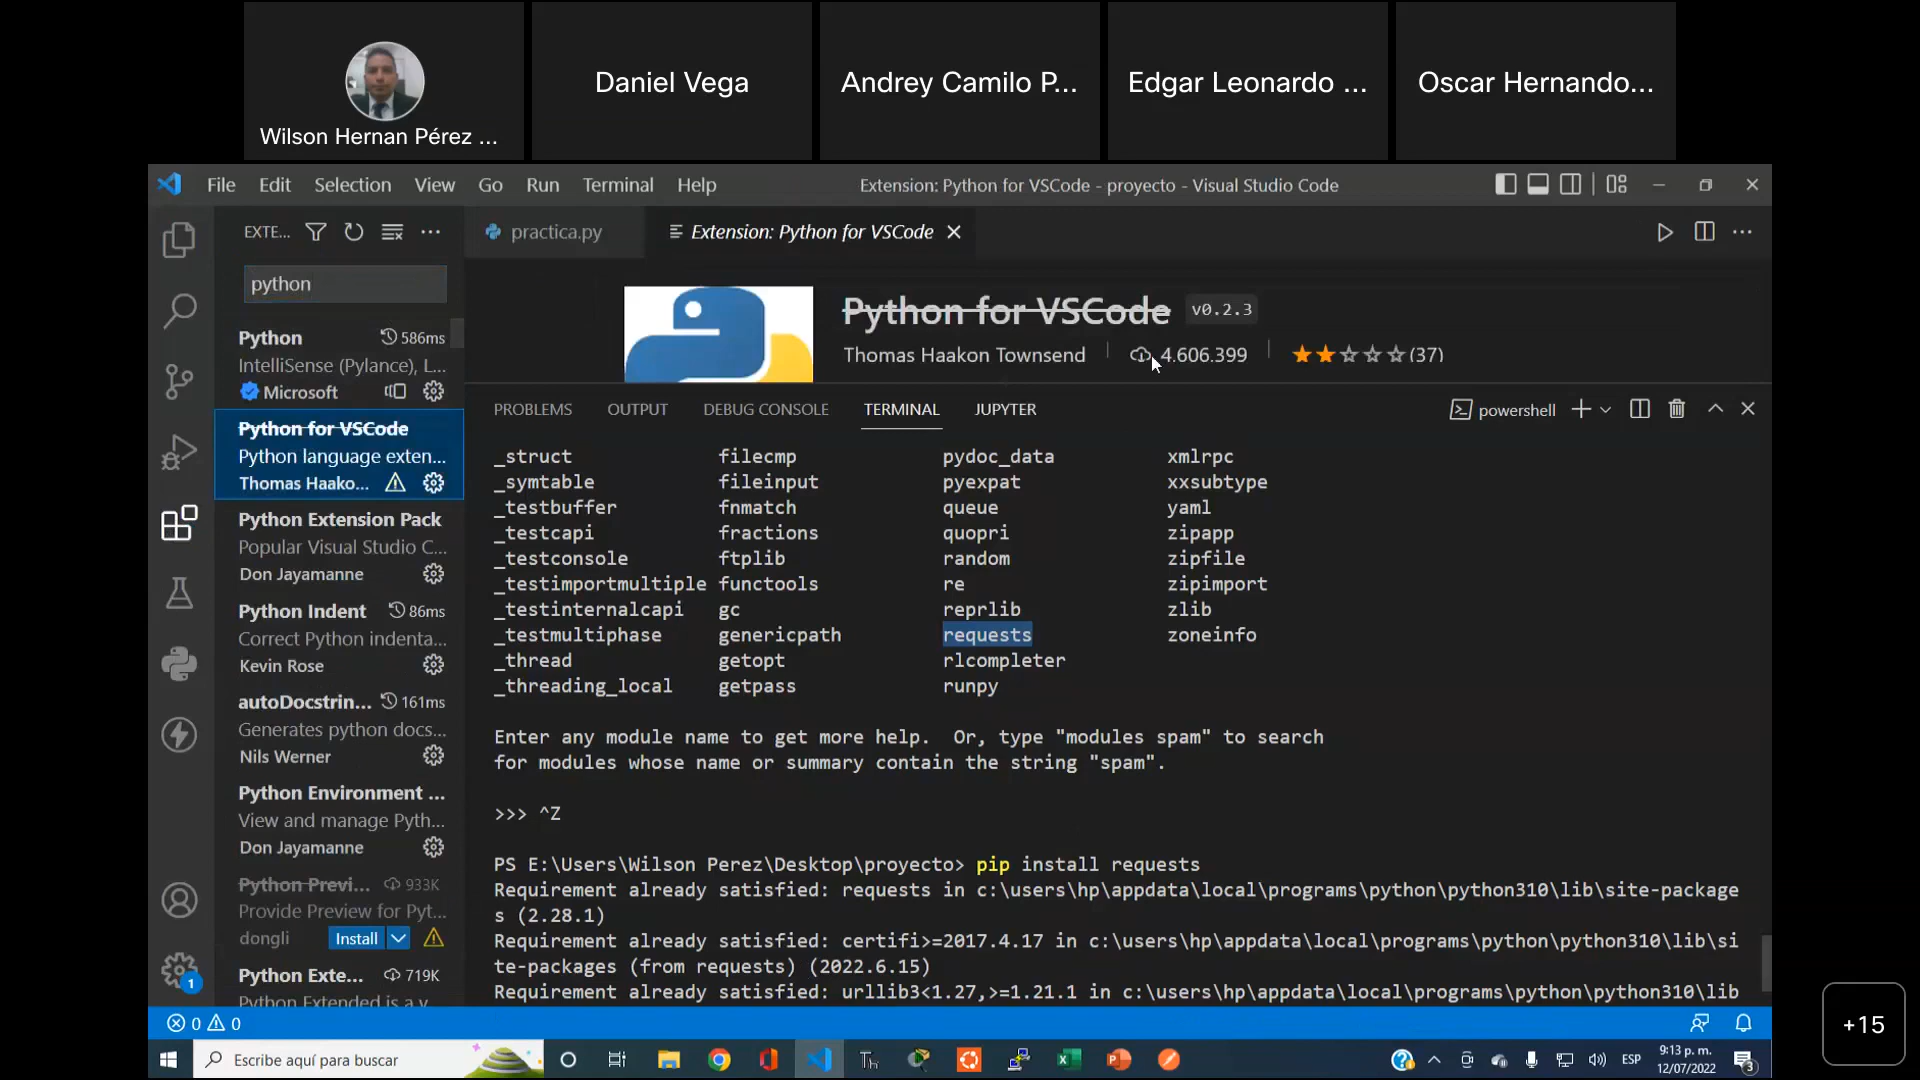 Wilson Hernan Pérez ...
Daniel Vega
Andrey Camilo P...
Edgar Leonardo ...
Oscar Hernando...
File Edit Selection View Go Run Terminal Help
Extension: Python for VSCode - proyecto - Visual Studio Code
EXTE...
practica.py
Extension: Python for VSCode
python
Python 586ms
IntelliSense (Pylance), L...
Microsoft
Python for VSCode
Python language exten...
Thomas Haako...
Python Extension Pack
Popular Visual Studio C...
Don Jayamanne
Python Indent 86ms
Correct Python indenta...
Kevin Rose
autoDocstrin... 161ms
Generates python docs...
Nils Werner
Python Environment ...
View and manage Pyth...
Don Jayamanne
Python Previ... 933K
Provide Preview for Pyt...
dongli Install
Python Exte... 719K
Python Extended is a v
Python for VSCode v0.2.3
Thomas Haakon Townsend 4.606.399 (37)
PROBLEMS OUTPUT DEBUG CONSOLE TERMINAL JUPYTER
powershell
_struct filecmp pydoc_data xmlrpc
_symtable fileinput pyexpat xxsubtype
_testbuffer fnmatch queue yaml
_testcapi fractions quopri zipapp
_testconsole ftplib random zipfile
_testimportmultiple functools re zipimport
_testinternalcapi gc reprlib zlib
_testmultiphase genericpath requests zoneinfo
_thread getopt rlcompleter
_threading_local getpass runpy
Enter any module name to get more help. Or, type "modules spam" to search
for modules whose name or summary contain the string "spam".
>>> ^Z
PS E:\Users\Wilson Perez\Desktop\proyecto> pip install requests
Requirement already satisfied: requests in c:\users\hp\appdata\local\programs\python\python310\lib\site-package
s (2.28.1)
Requirement already satisfied: certifi>=2017.4.17 in c:\users\hp\appdata\local\programs\python\python310\lib\si
te-packages (from requests) (2022.6.15)
Requirement already satisfied: urllib3<1.27,>=1.21.1 in c:\users\hp\appdata\local\programs\python\python310\lib
1
0 0
+15
Escribe aquí para buscar
ESP
9:13 p. m.
12/07/2022
3